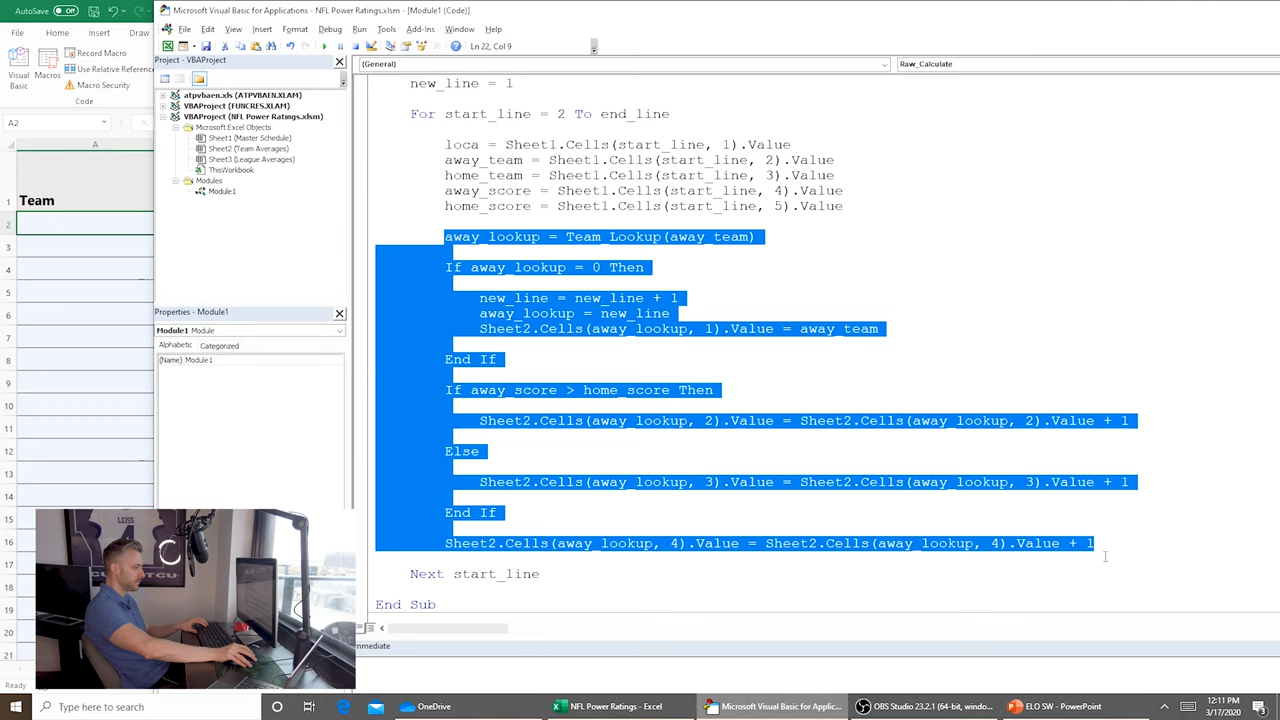 Microsoft Visual Basic for Applications - NFL Power Ratings.xlsm - [Module1 (Code)]
AutoSave Off
File Edit View Insert Format Debug Run Tools Add-Ins Window Help
Ln 22, Col 9
File Home Insert Draw
Record Macro
Use Relative Reference
Macro Security
Visual Basic
Macros
Code
A2
A
Team
Project - VBAProject
atpvbaen.xls (ATPVBAEN.XLAM)
VBAProject (FUNCRES.XLAM)
VBAProject (NFL Power Ratings.xlsm)
Microsoft Excel Objects
Sheet1 (Master Schedule)
Sheet2 (Team Averages)
Sheet3 (League Averages)
ThisWorkbook
Modules
Module1
Properties - Module1
Module1 Module
Alphabetic Categorized
(Name) Module1
(General)
Raw_Calculate
new_line = 1
For start_line = 2 To end_line
loca = Sheet1.Cells(start_line, 1).Value
away_team = Sheet1.Cells(start_line, 2).Value
home_team = Sheet1.Cells(start_line, 3).Value
away_score = Sheet1.Cells(start_line, 4).Value
home_score = Sheet1.Cells(start_line, 5).Value
away_lookup = Team_Lookup(away_team)
If away_lookup = 0 Then
new_line = new_line + 1
away_lookup = new_line
Sheet2.Cells(away_lookup, 1).Value = away_team
End If
If away_score > home_score Then
Sheet2.Cells(away_lookup, 2).Value = Sheet2.Cells(away_lookup, 2).Value + 1
Else
Sheet2.Cells(away_lookup, 3).Value = Sheet2.Cells(away_lookup, 3).Value + 1
End If
Sheet2.Cells(away_lookup, 4).Value = Sheet2.Cells(away_lookup, 4).Value + 1
Next start_line
End Sub
mmediate
1
4
5
6
7
8
9
10
11
12
13
14
15
16
17
18
19
20
21
LEISS
TCU
Ready
Type here to search
OneDrive
NFL Power Ratings - Excel
Microsoft Visual Basic for Applicati...
OBS Studio 23.2.1 (64-bit, windo...
ELO SW - PowerPoint
12:11 PM
3/17/2020
3